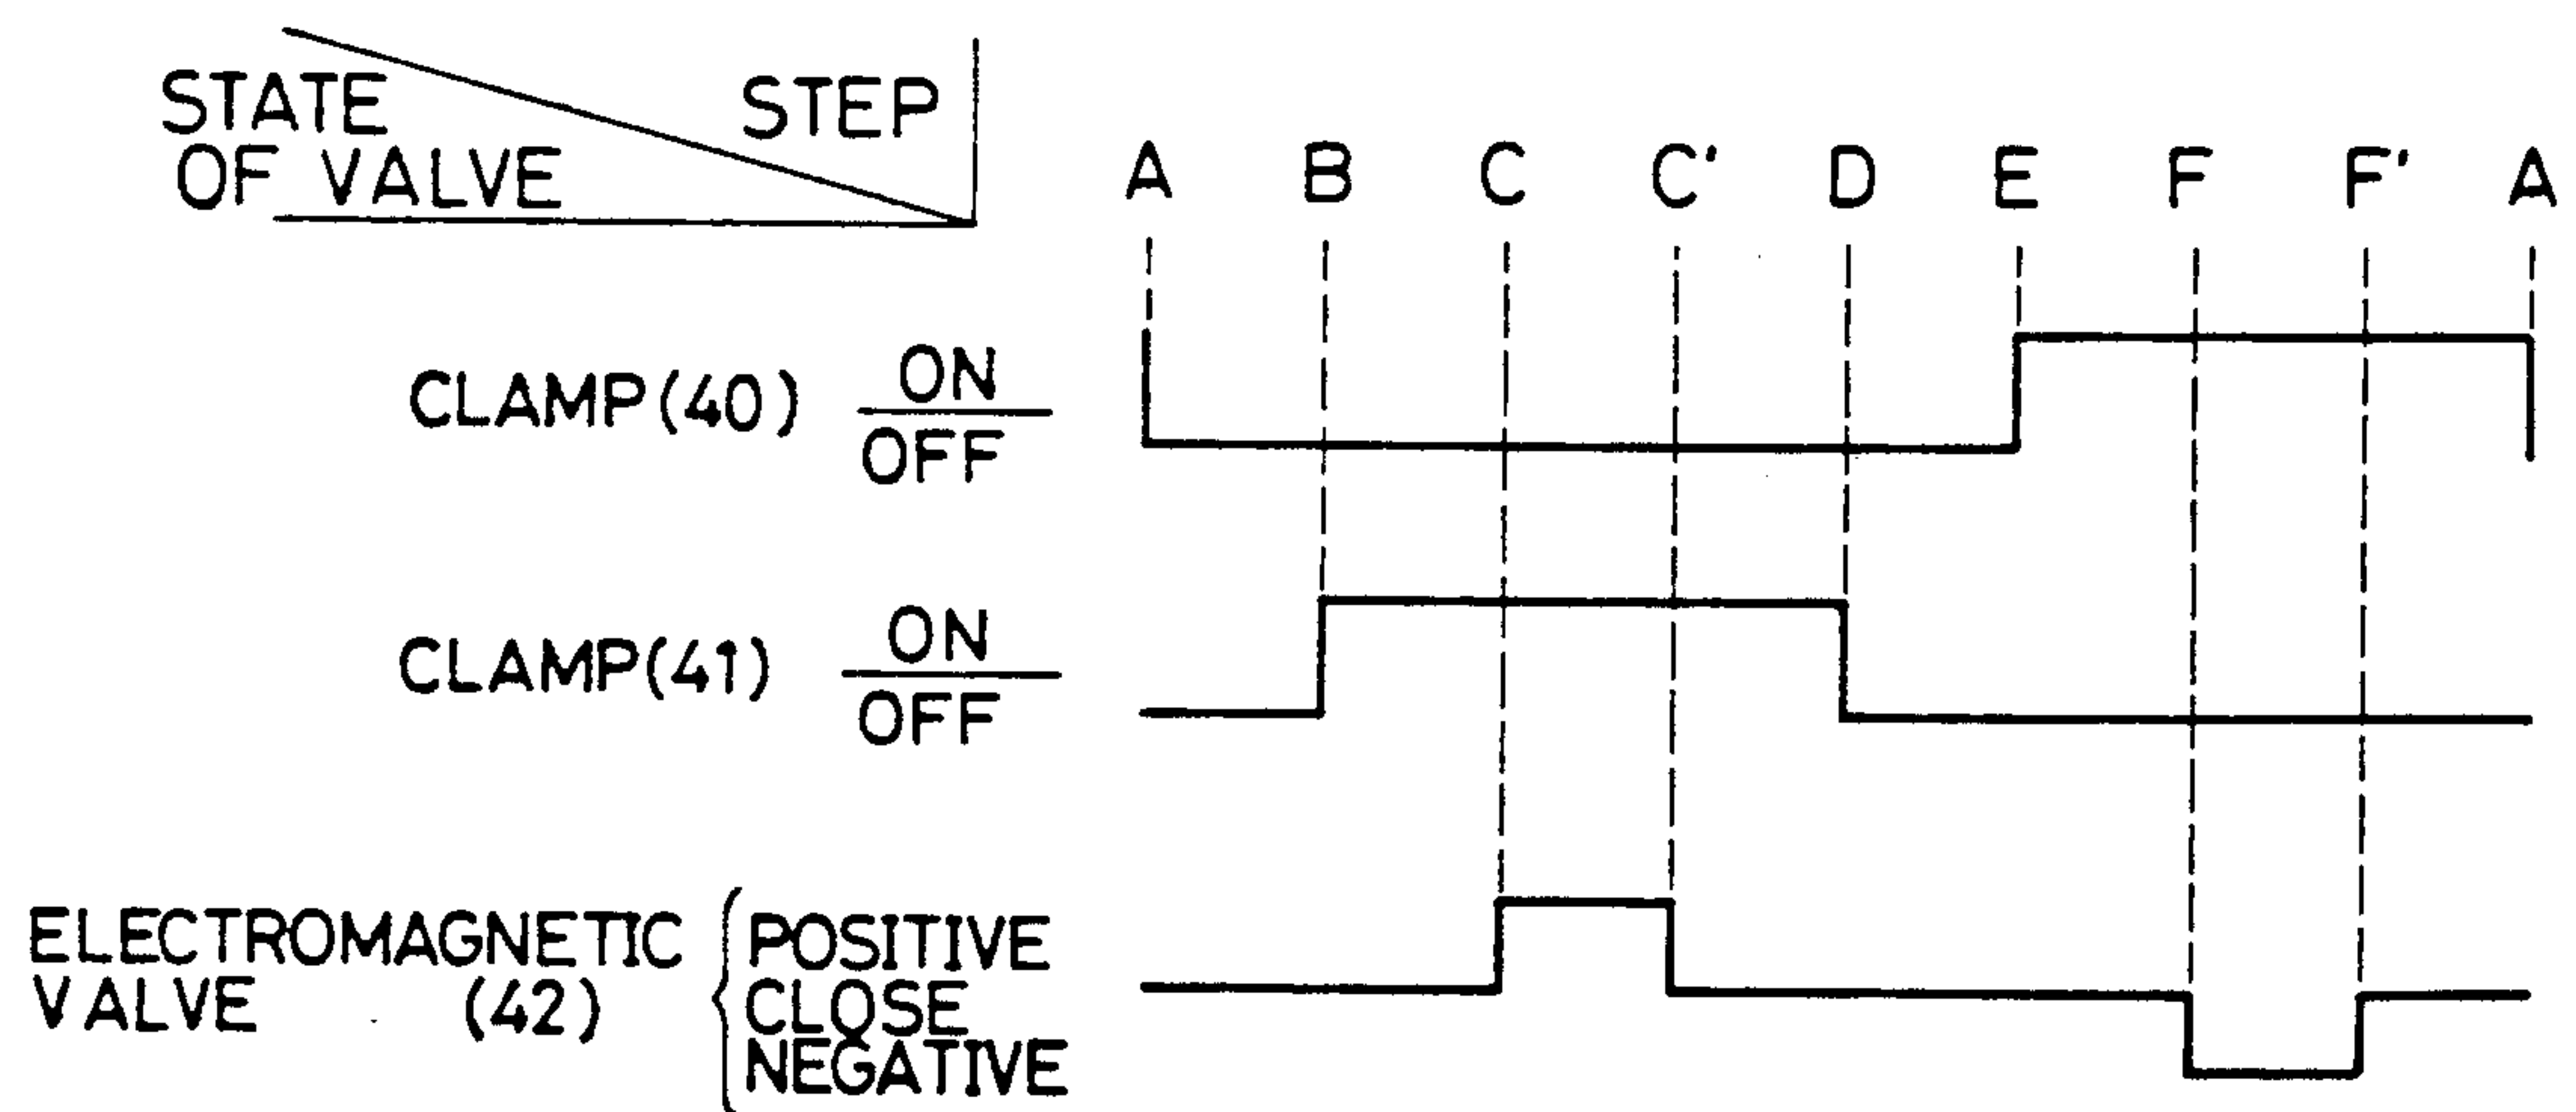 STATE
OF VALVE
STEP
A B C C' D E F F' A
CLAMP(40) ON
OFF
CLAMP(41) ON
OFF
ELECTROMAGNETIC
VALVE (42)
POSITIVE
CLOSE
NEGATIVE